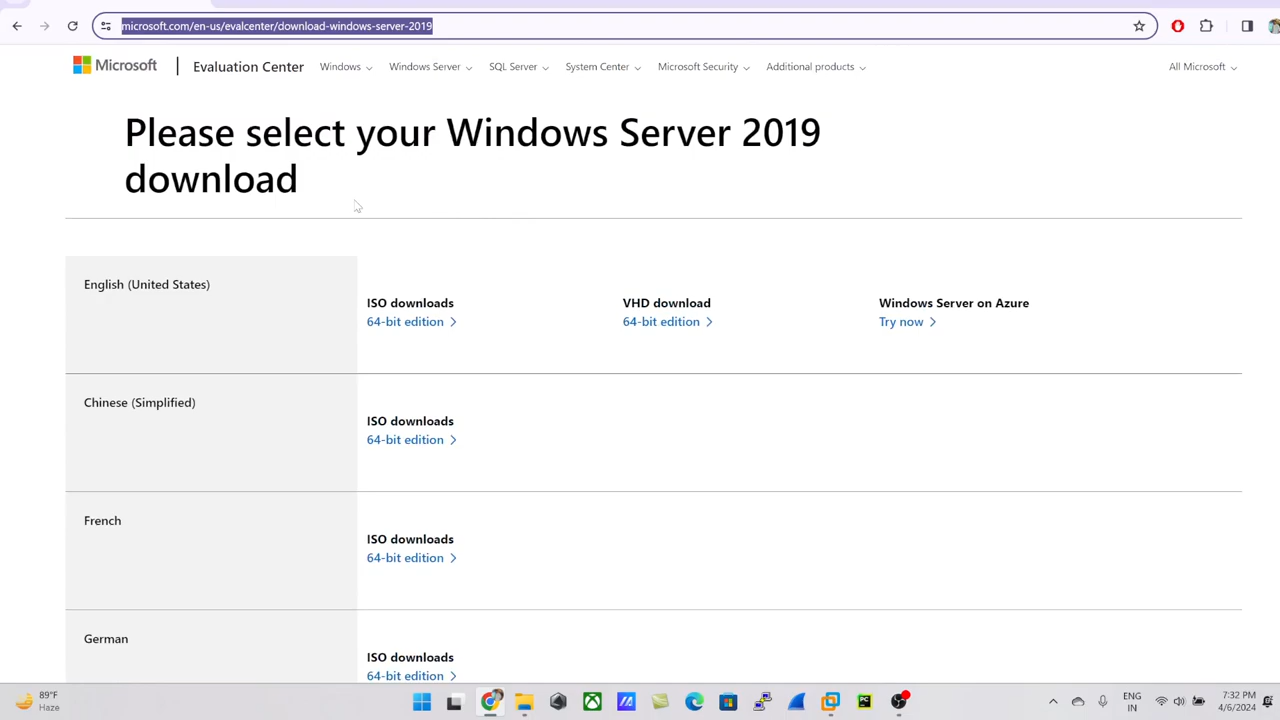 microsoft.com/en-us/evalcenter/download-windows-server-2019
Microsoft | Evaluation Center Windows Windows Server SQL Server System Center Microsoft Security Additional products All Microsoft
Please select your Windows Server 2019
download
English (United States)
ISO downloads VHD download Windows Server on Azure
64-bit edition 64-bit edition Try now
Chinese (Simplified)
ISO downloads
64-bit edition
French
ISO downloads
64-bit edition
German
ISO downloads
64-bit edition
89°F
Haze
ENG
IN
7:32 PM
4/6/2024